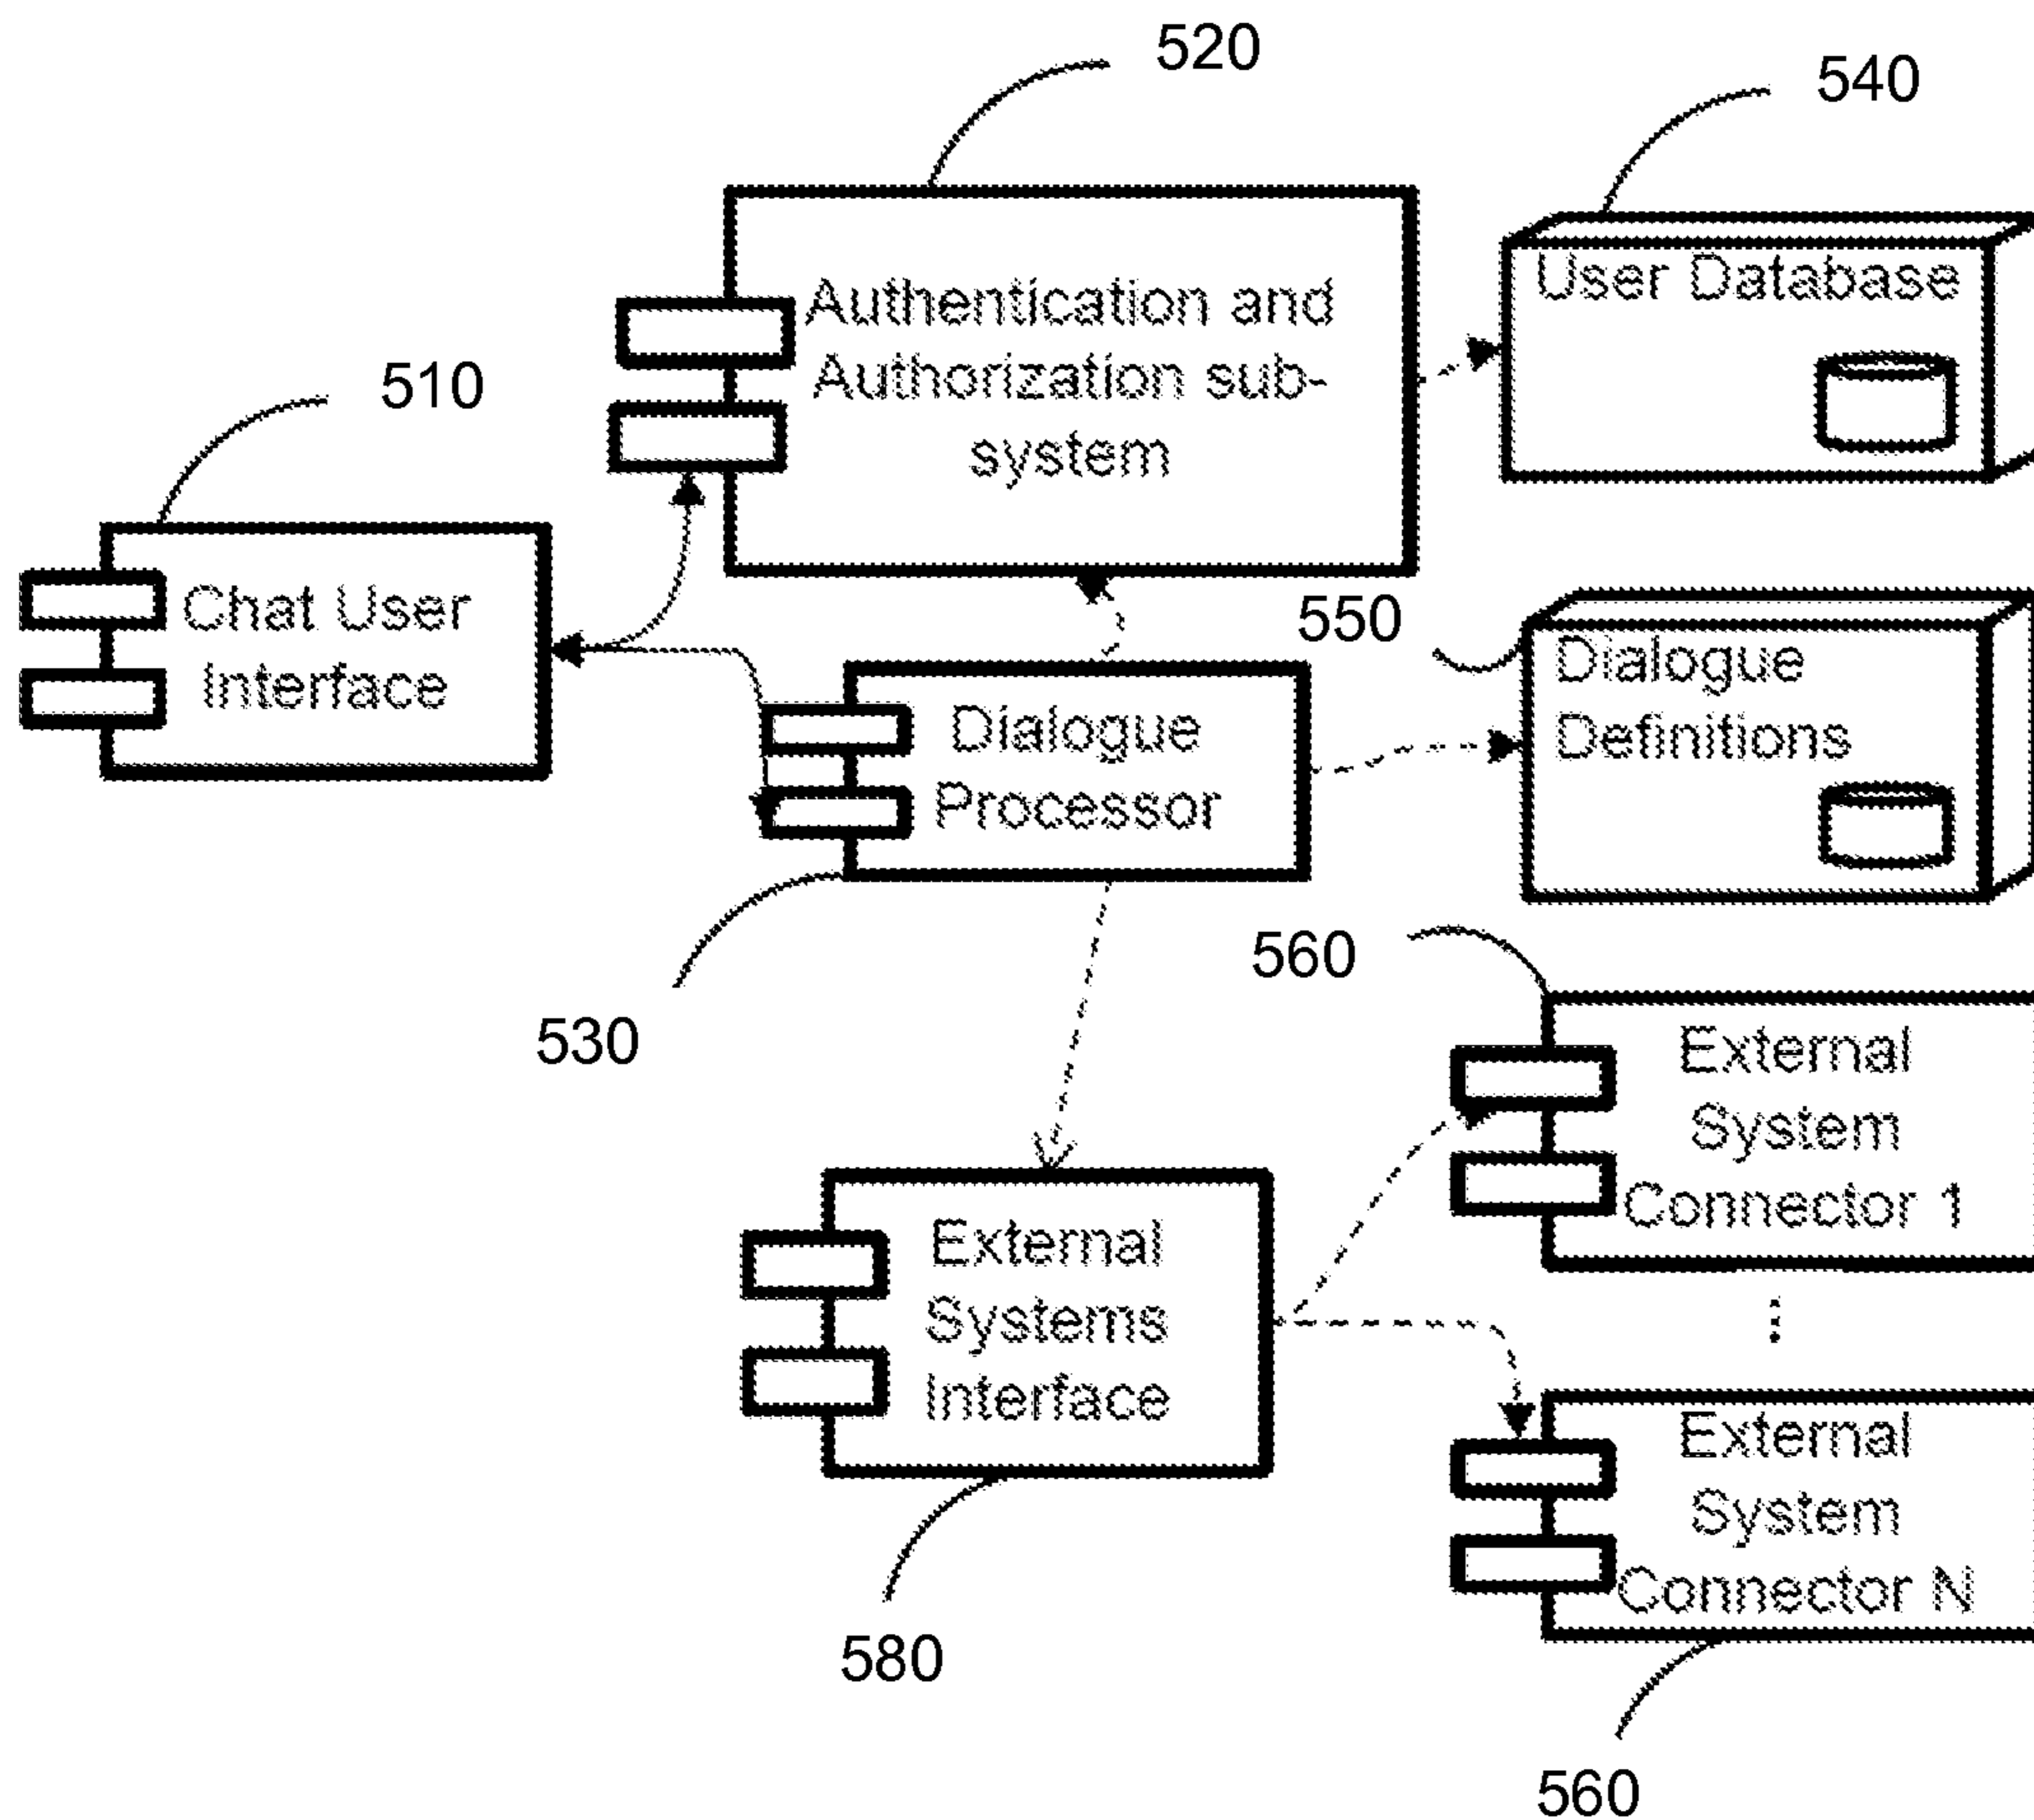 520
540
User Database
Authentication and
Authorization sub-
system
510
Chat User
Interface
550
Dialogue
Definitions
Dialogue
Processor
530
560
External
System
Connector 1
External
Systems
Interface
⋮
External
System
Connector N
580
560